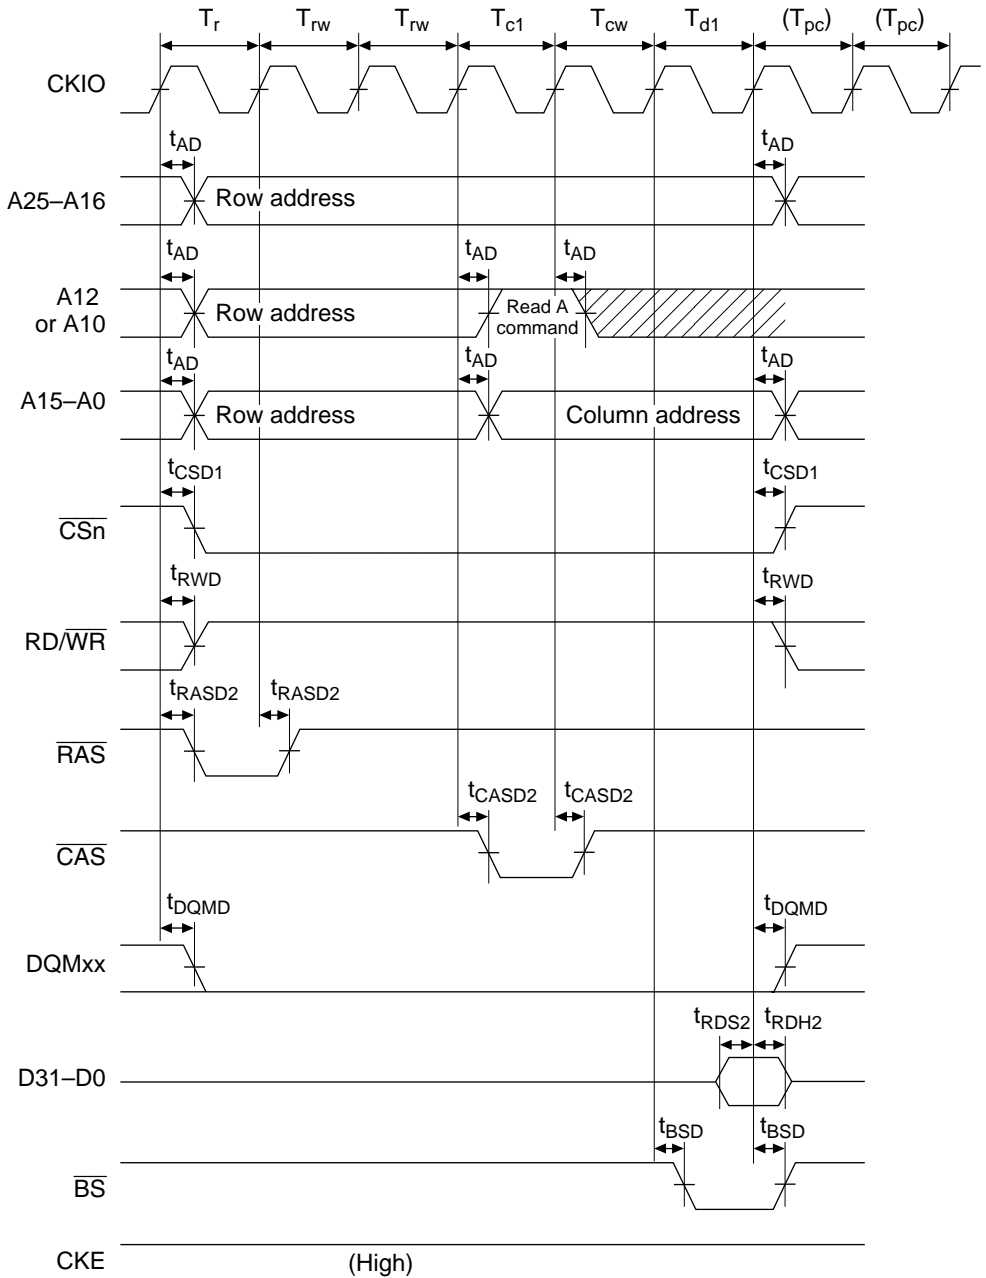 Tr Trw Trw Tc1 Tcw Td1 (Tpc) (Tpc)
CKIO
tAD tAD
A25–A16 Row address
tAD tAD tAD
A12 or A10 Row address Read A command
tAD tAD tAD
A15–A0 Row address Column address
tCSD1 tCSD1
CSn
tRWD tRWD
RD/WR
tRASD2 tRASD2
RAS
tCASD2 tCASD2
CAS
tDQMD tDQMD
DQMxx
tRDS2 tRDH2
D31–D0
tBSD tBSD
BS
CKE (High)